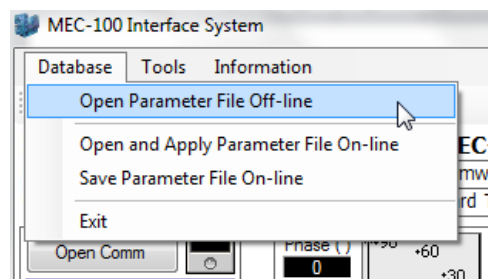 MEC-100 Interface System
Database Tools Information
Open Parameter File Off-line
Open and Apply Parameter File On-line
Save Parameter File On-line
Exit
Open Comm
Phase ( )
0
+60
+30